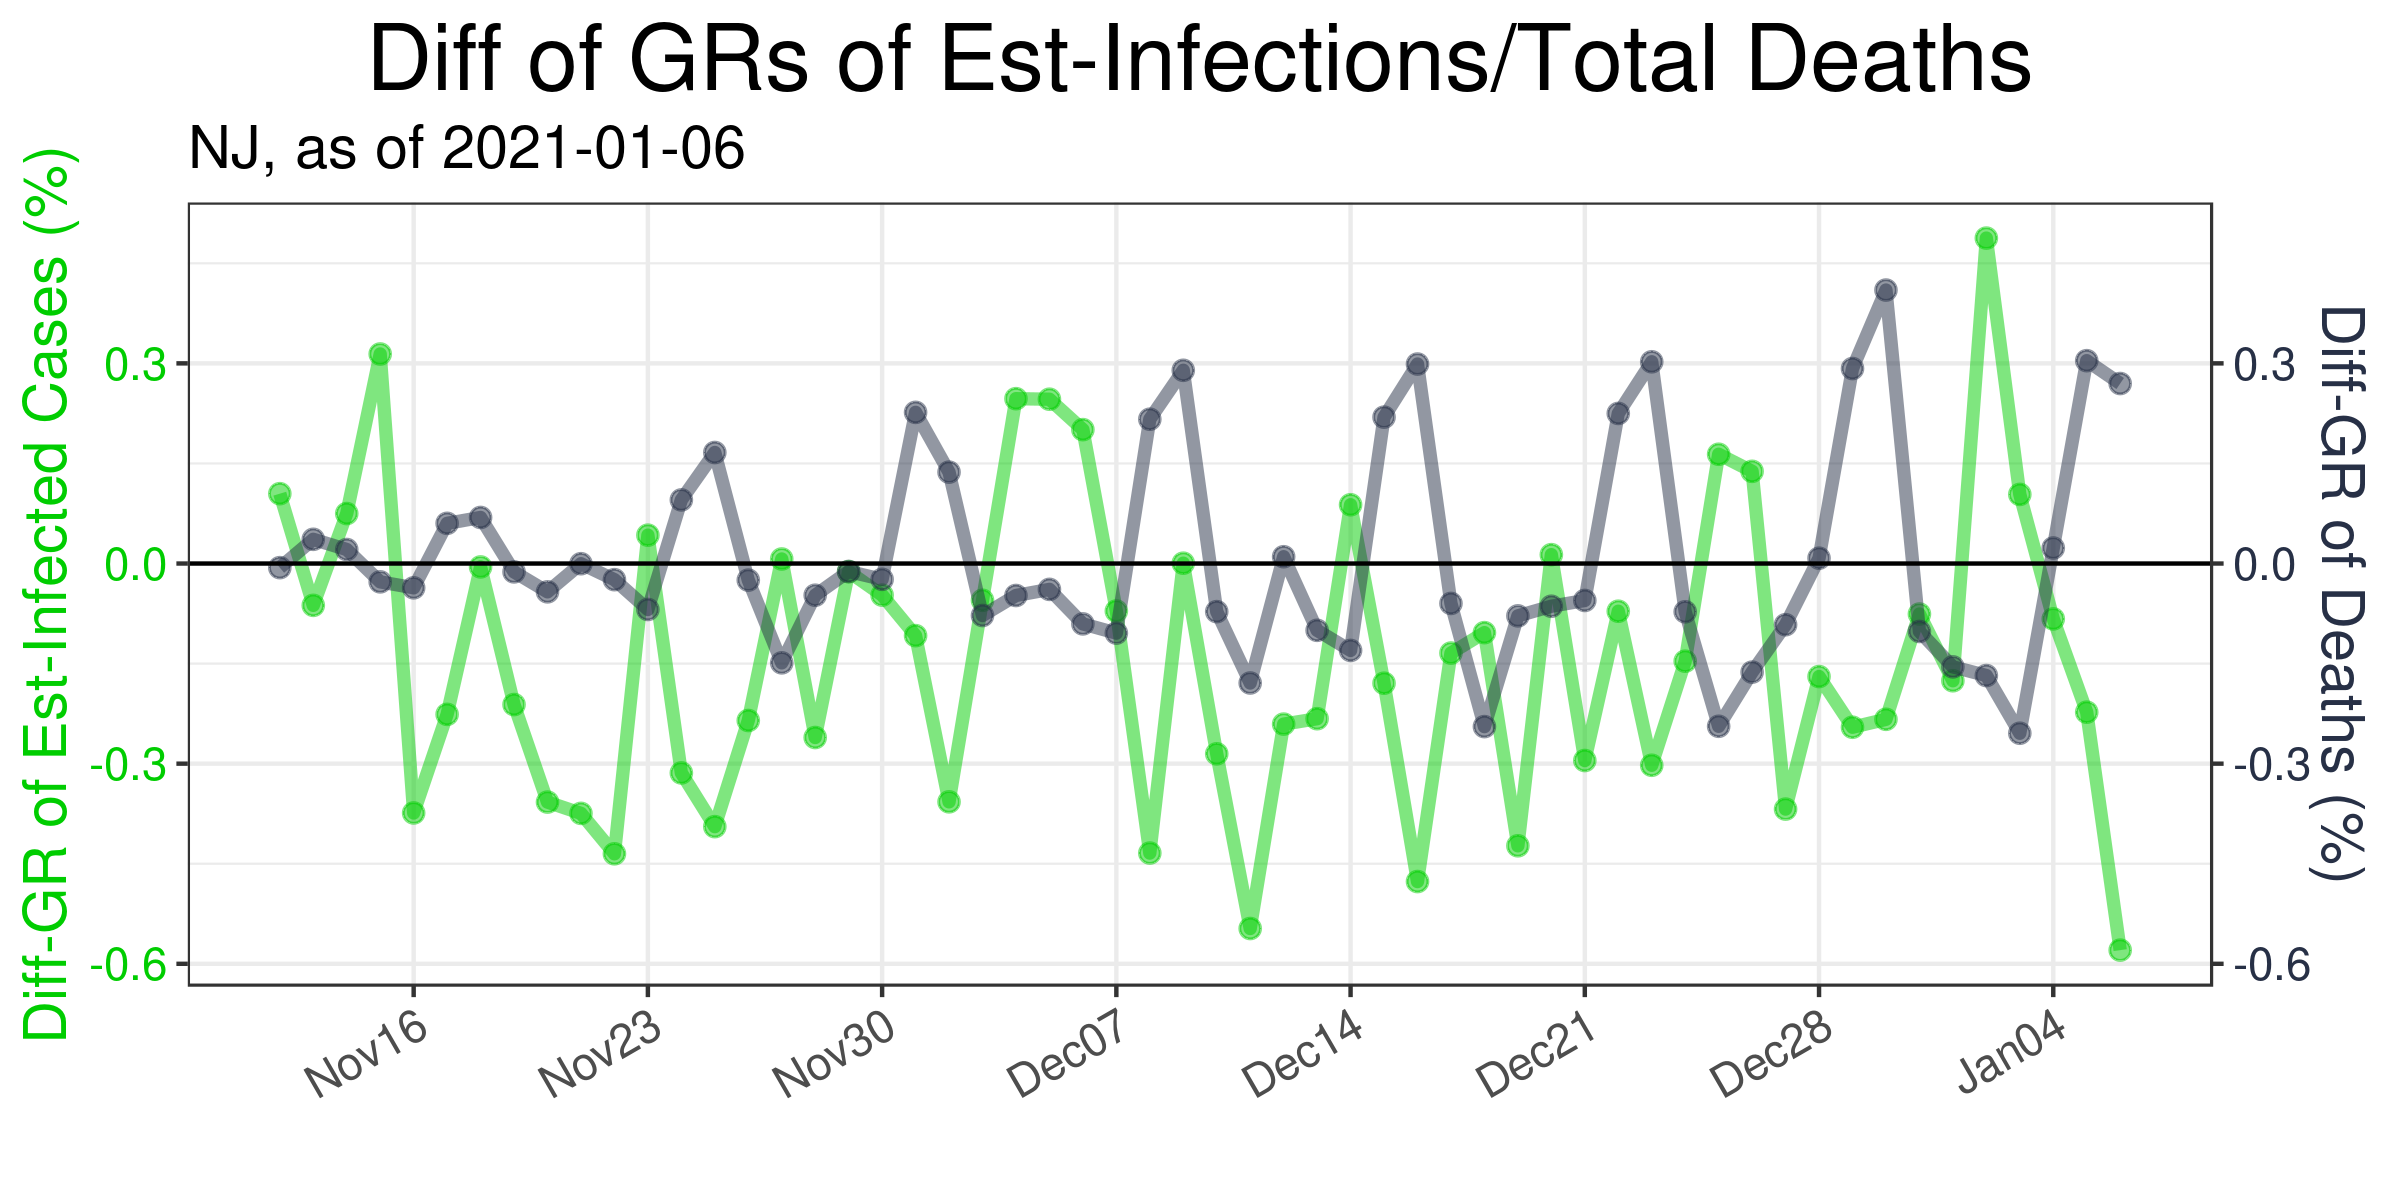 Diff of GRs of Est-Infections/Total Deaths
NJ, as of 2021-01-06
Diff-GR of Est-Infected Cases (%)
0.3
0.0
-0.3
-0.6
0.3
0.0
-0.3
-0.6
Diff-GR of Deaths (%)
Nov16
Nov23
Nov30
Dec07
Dec14
Dec21
Dec28
Jan04